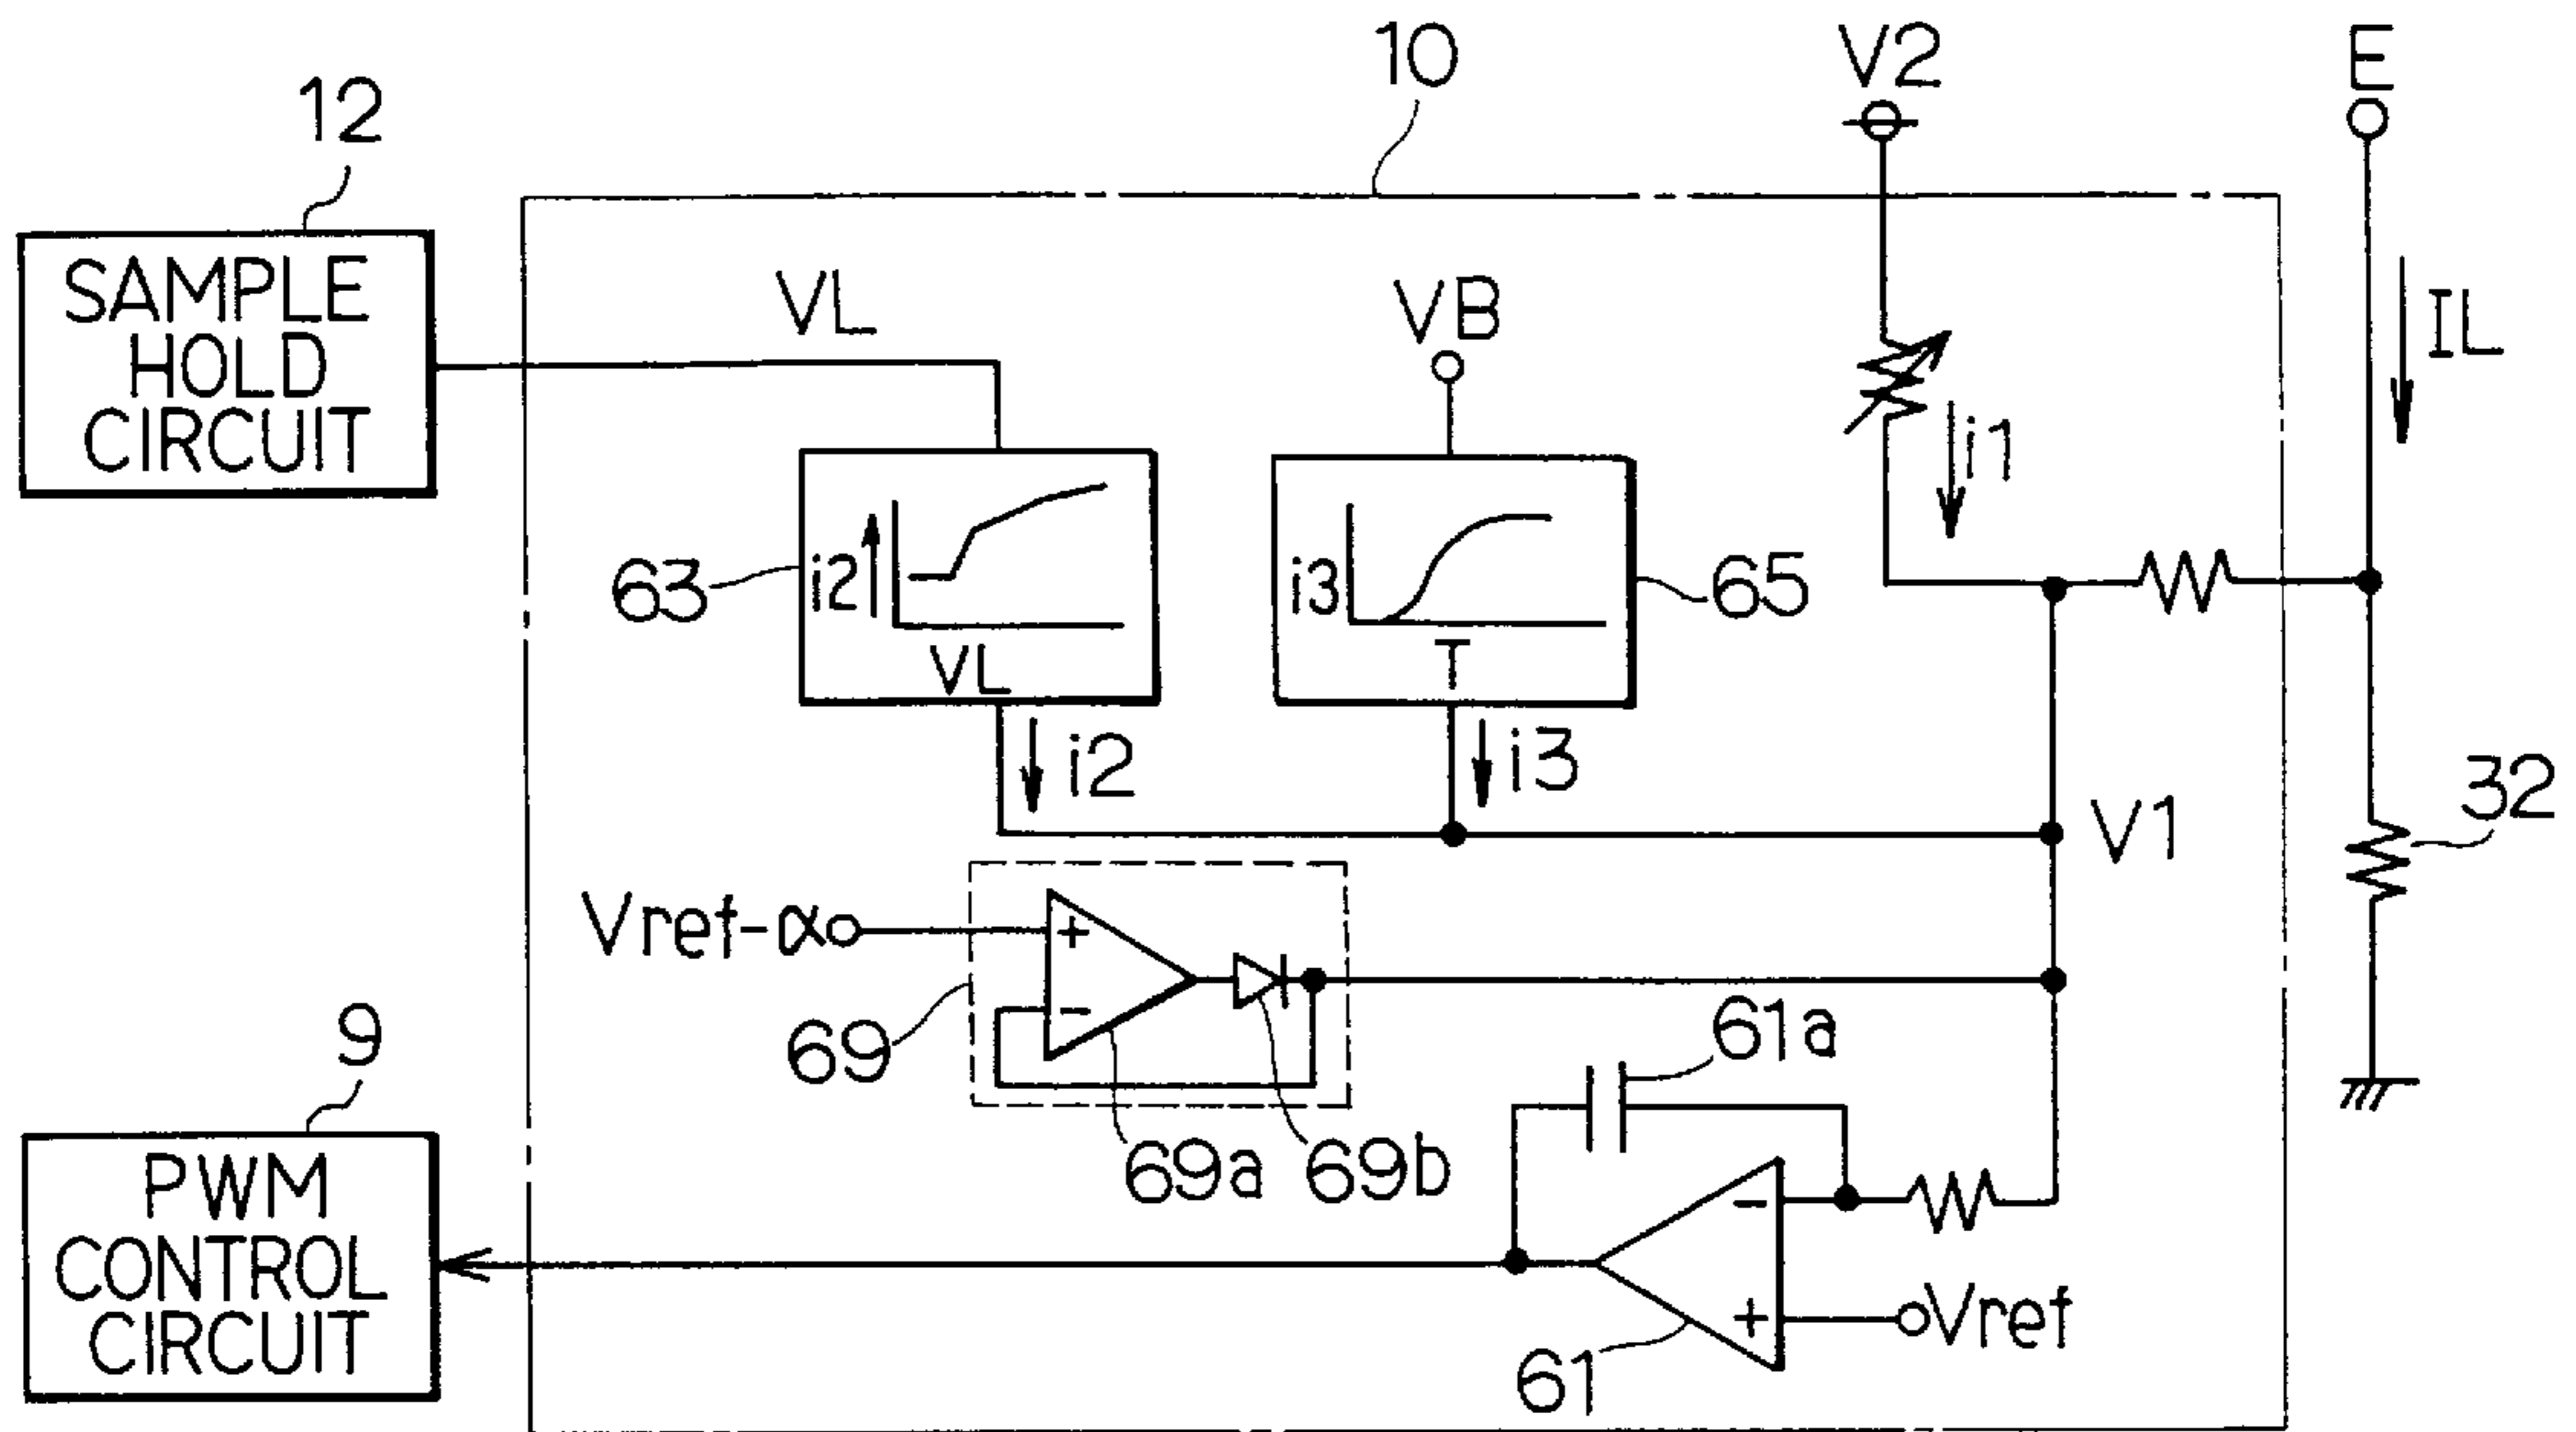 10
V2
E
12
SAMPLE
HOLD
CIRCUIT
VL
VB
IL
i1
63
i2
VL
i3
T
65
i2
i3
V1
32
Vref-α
+
-
69
61a
69a
69b
9
PWM
CONTROL
CIRCUIT
-
+
Vref
61